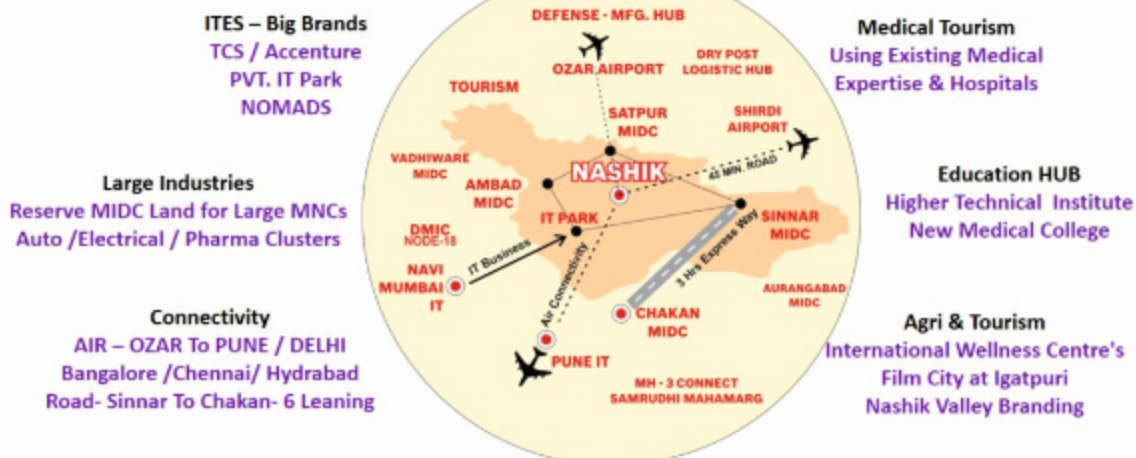 ITES – Big Brands
TCS / Accenture
PVT. IT Park
NOMADS
Large Industries
Reserve MIDC Land for Large MNCs
Auto /Electrical / Pharma Clusters
Connectivity
AIR – OZAR To PUNE / DELHI
Bangalore /Chennai/ Hydrabad
Road- Sinnar To Chakan- 6 Leaning
DEFENSE - MFG. HUB
OZAR AIRPORT
DRY POST
LOGISTIC HUB
TOURISM
SATPUR
MIDC
SHIRDI
AIRPORT
VADHIWARE
MIDC
AMBAD
MIDC
NASHIK
45 MIN. ROAD
IT PARK
SINNAR
MIDC
DMIC
NODE-18
IT Business
NAVI
MUMBAI
IT
Air Connectivity
3 Hrs Express Way
AURANGABAD
MIDC
CHAKAN
MIDC
PUNE IT
MH - 3 CONNECT
SAMRUDHI MAHAMARG
Medical Tourism
Using Existing Medical
Expertise & Hospitals
Education HUB
Higher Technical Institute
New Medical College
Agri & Tourism
International Wellness Centre's
Film City at Igatpuri
Nashik Valley Branding